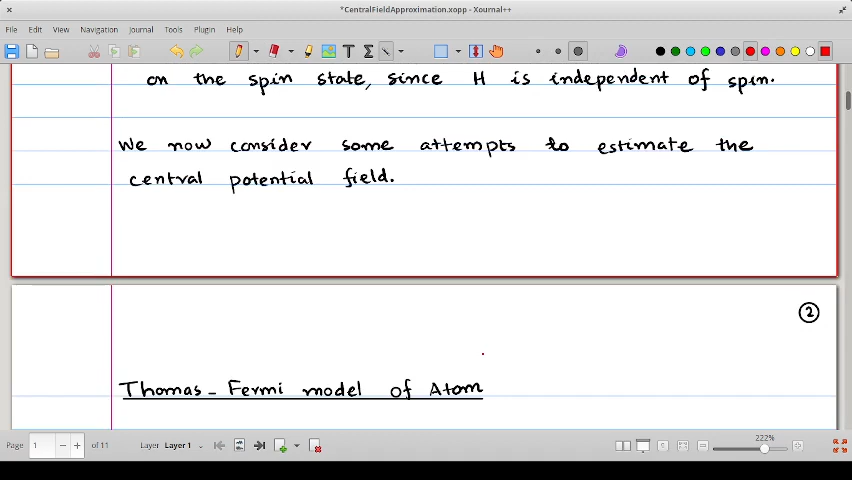 *CentralFieldApproximation.xopp - Xournal++
File Edit View Navigation Journal Tools Plugin Help
on the spin state, since H is independent of spin.
We now consider some attempts to estimate the
central potential field.
2
Thomas - Fermi model of Atom
Page 1 of 11 Layer Layer 1 222%